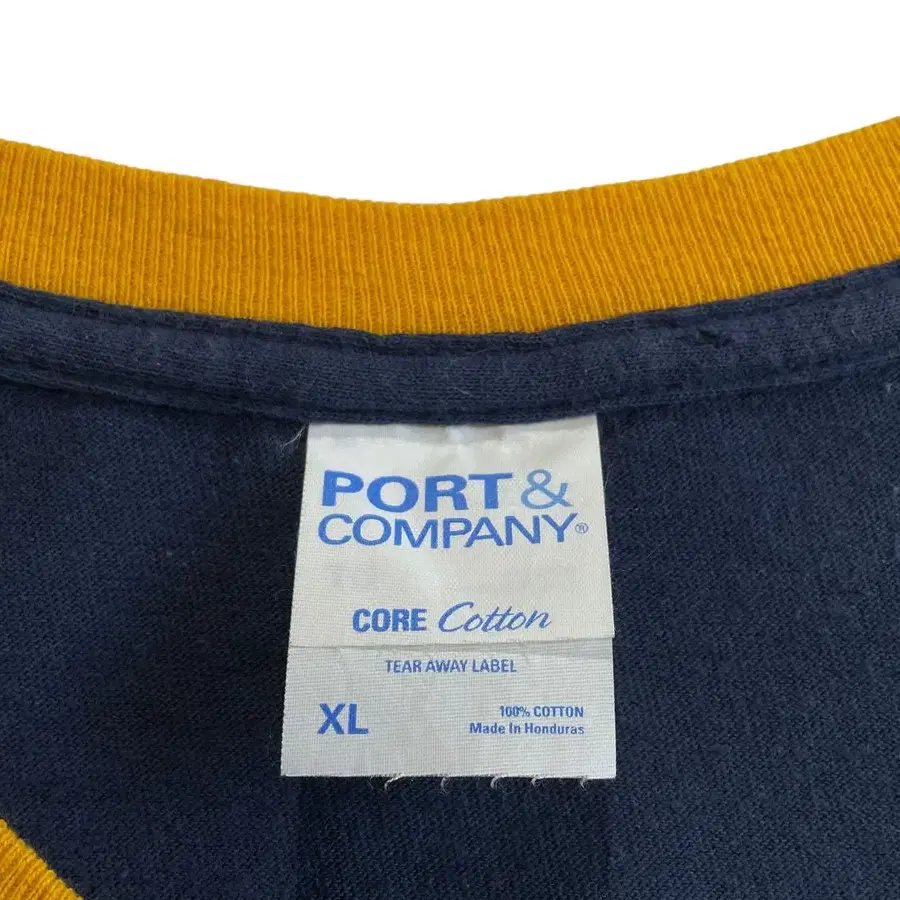 PORT &
COMPANY®
CORE Cotton
TEAR AWAY LABEL
XL
100% COTTON
Made In Honduras